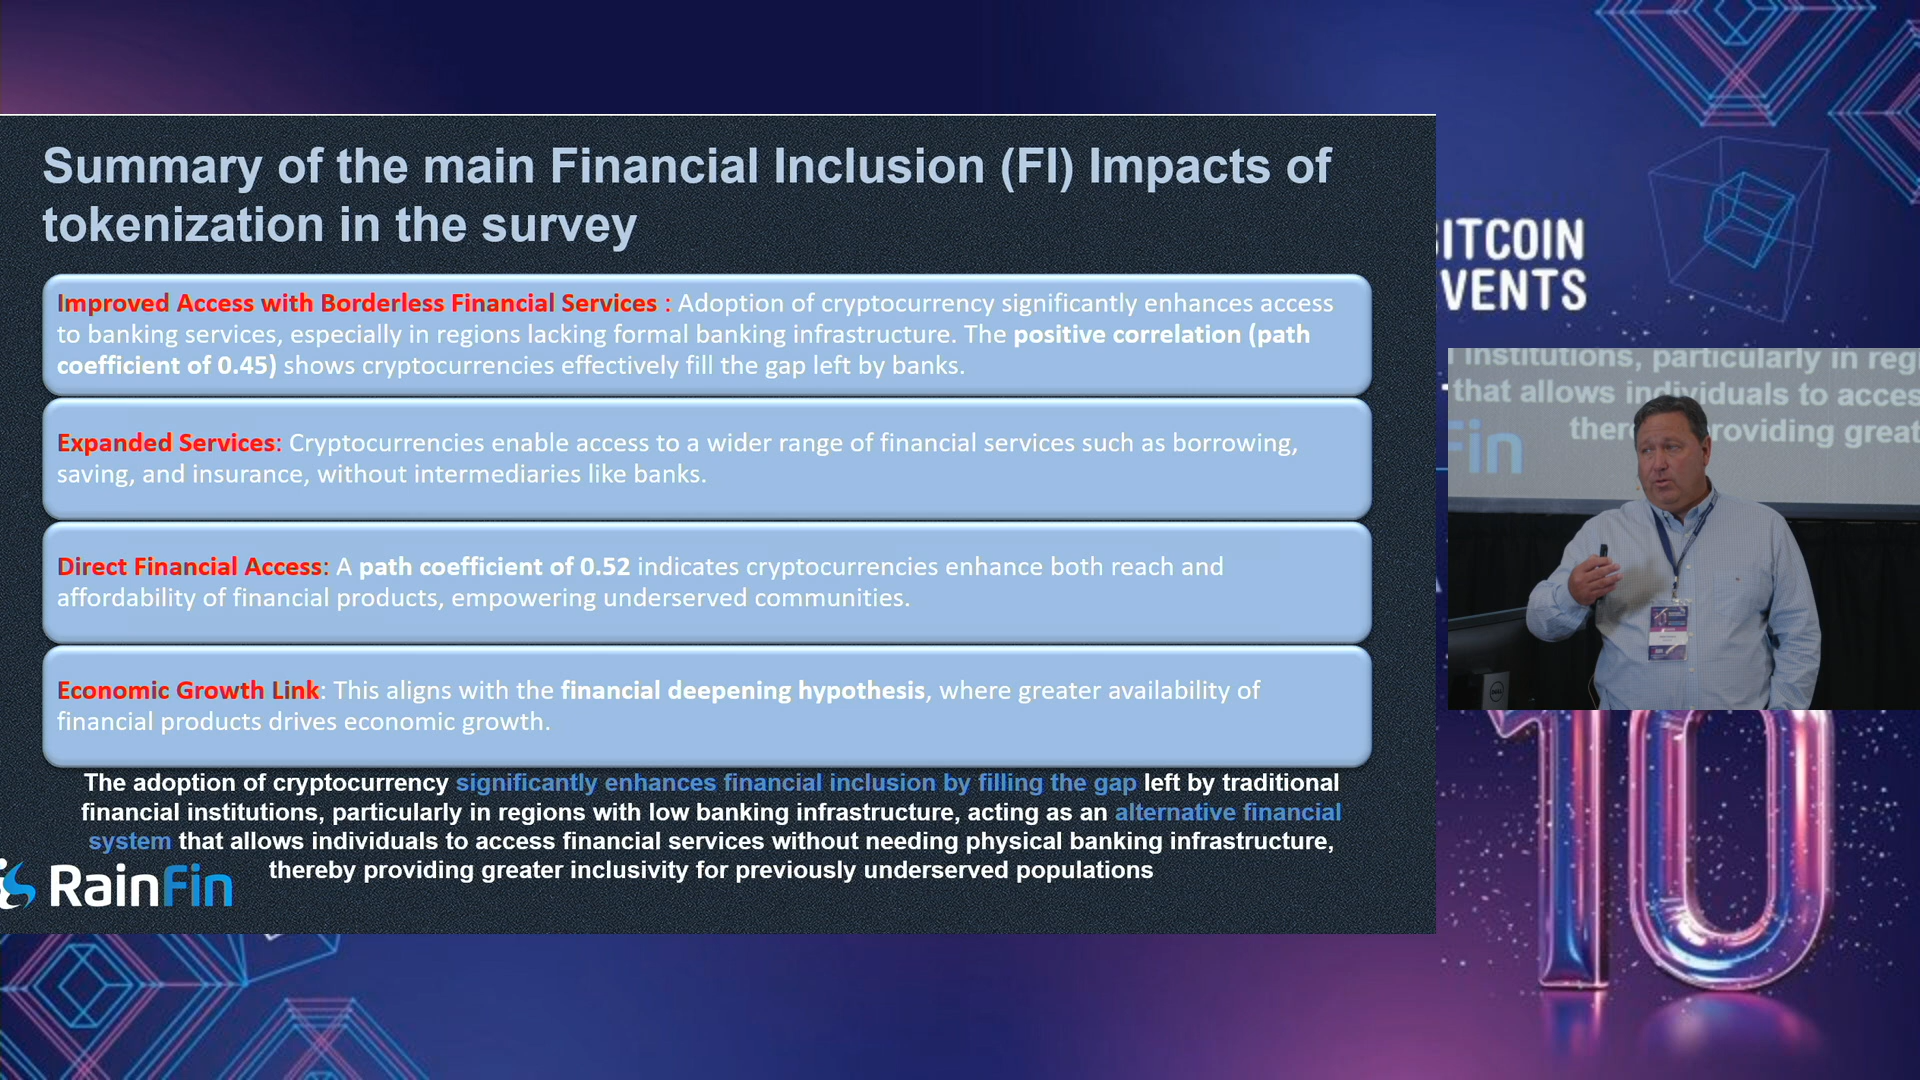 Summary of the main Financial Inclusion (FI) Impacts of
tokenization in the survey
Improved Access with Borderless Financial Services : Adoption of cryptocurrency significantly enhances access
to banking services, especially in regions lacking formal banking infrastructure. The positive correlation (path
coefficient of 0.45) shows cryptocurrencies effectively fill the gap left by banks.
Expanded Services: Cryptocurrencies enable access to a wider range of financial services such as borrowing,
saving, and insurance, without intermediaries like banks.
Direct Financial Access: A path coefficient of 0.52 indicates cryptocurrencies enhance both reach and
affordability of financial products, empowering underserved communities.
Economic Growth Link: This aligns with the financial deepening hypothesis, where greater availability of
financial products drives economic growth.
The adoption of cryptocurrency significantly enhances financial inclusion by filling the gap left by traditional
financial institutions, particularly in regions with low banking infrastructure, acting as an alternative financial
system that allows individuals to access financial services without needing physical banking infrastructure,
thereby providing greater inclusivity for previously underserved populations
RainFin
BITCOIN
VENTS
institutions, particularly in regi
that allows individuals to acces
providing great
Fin
DELL
10